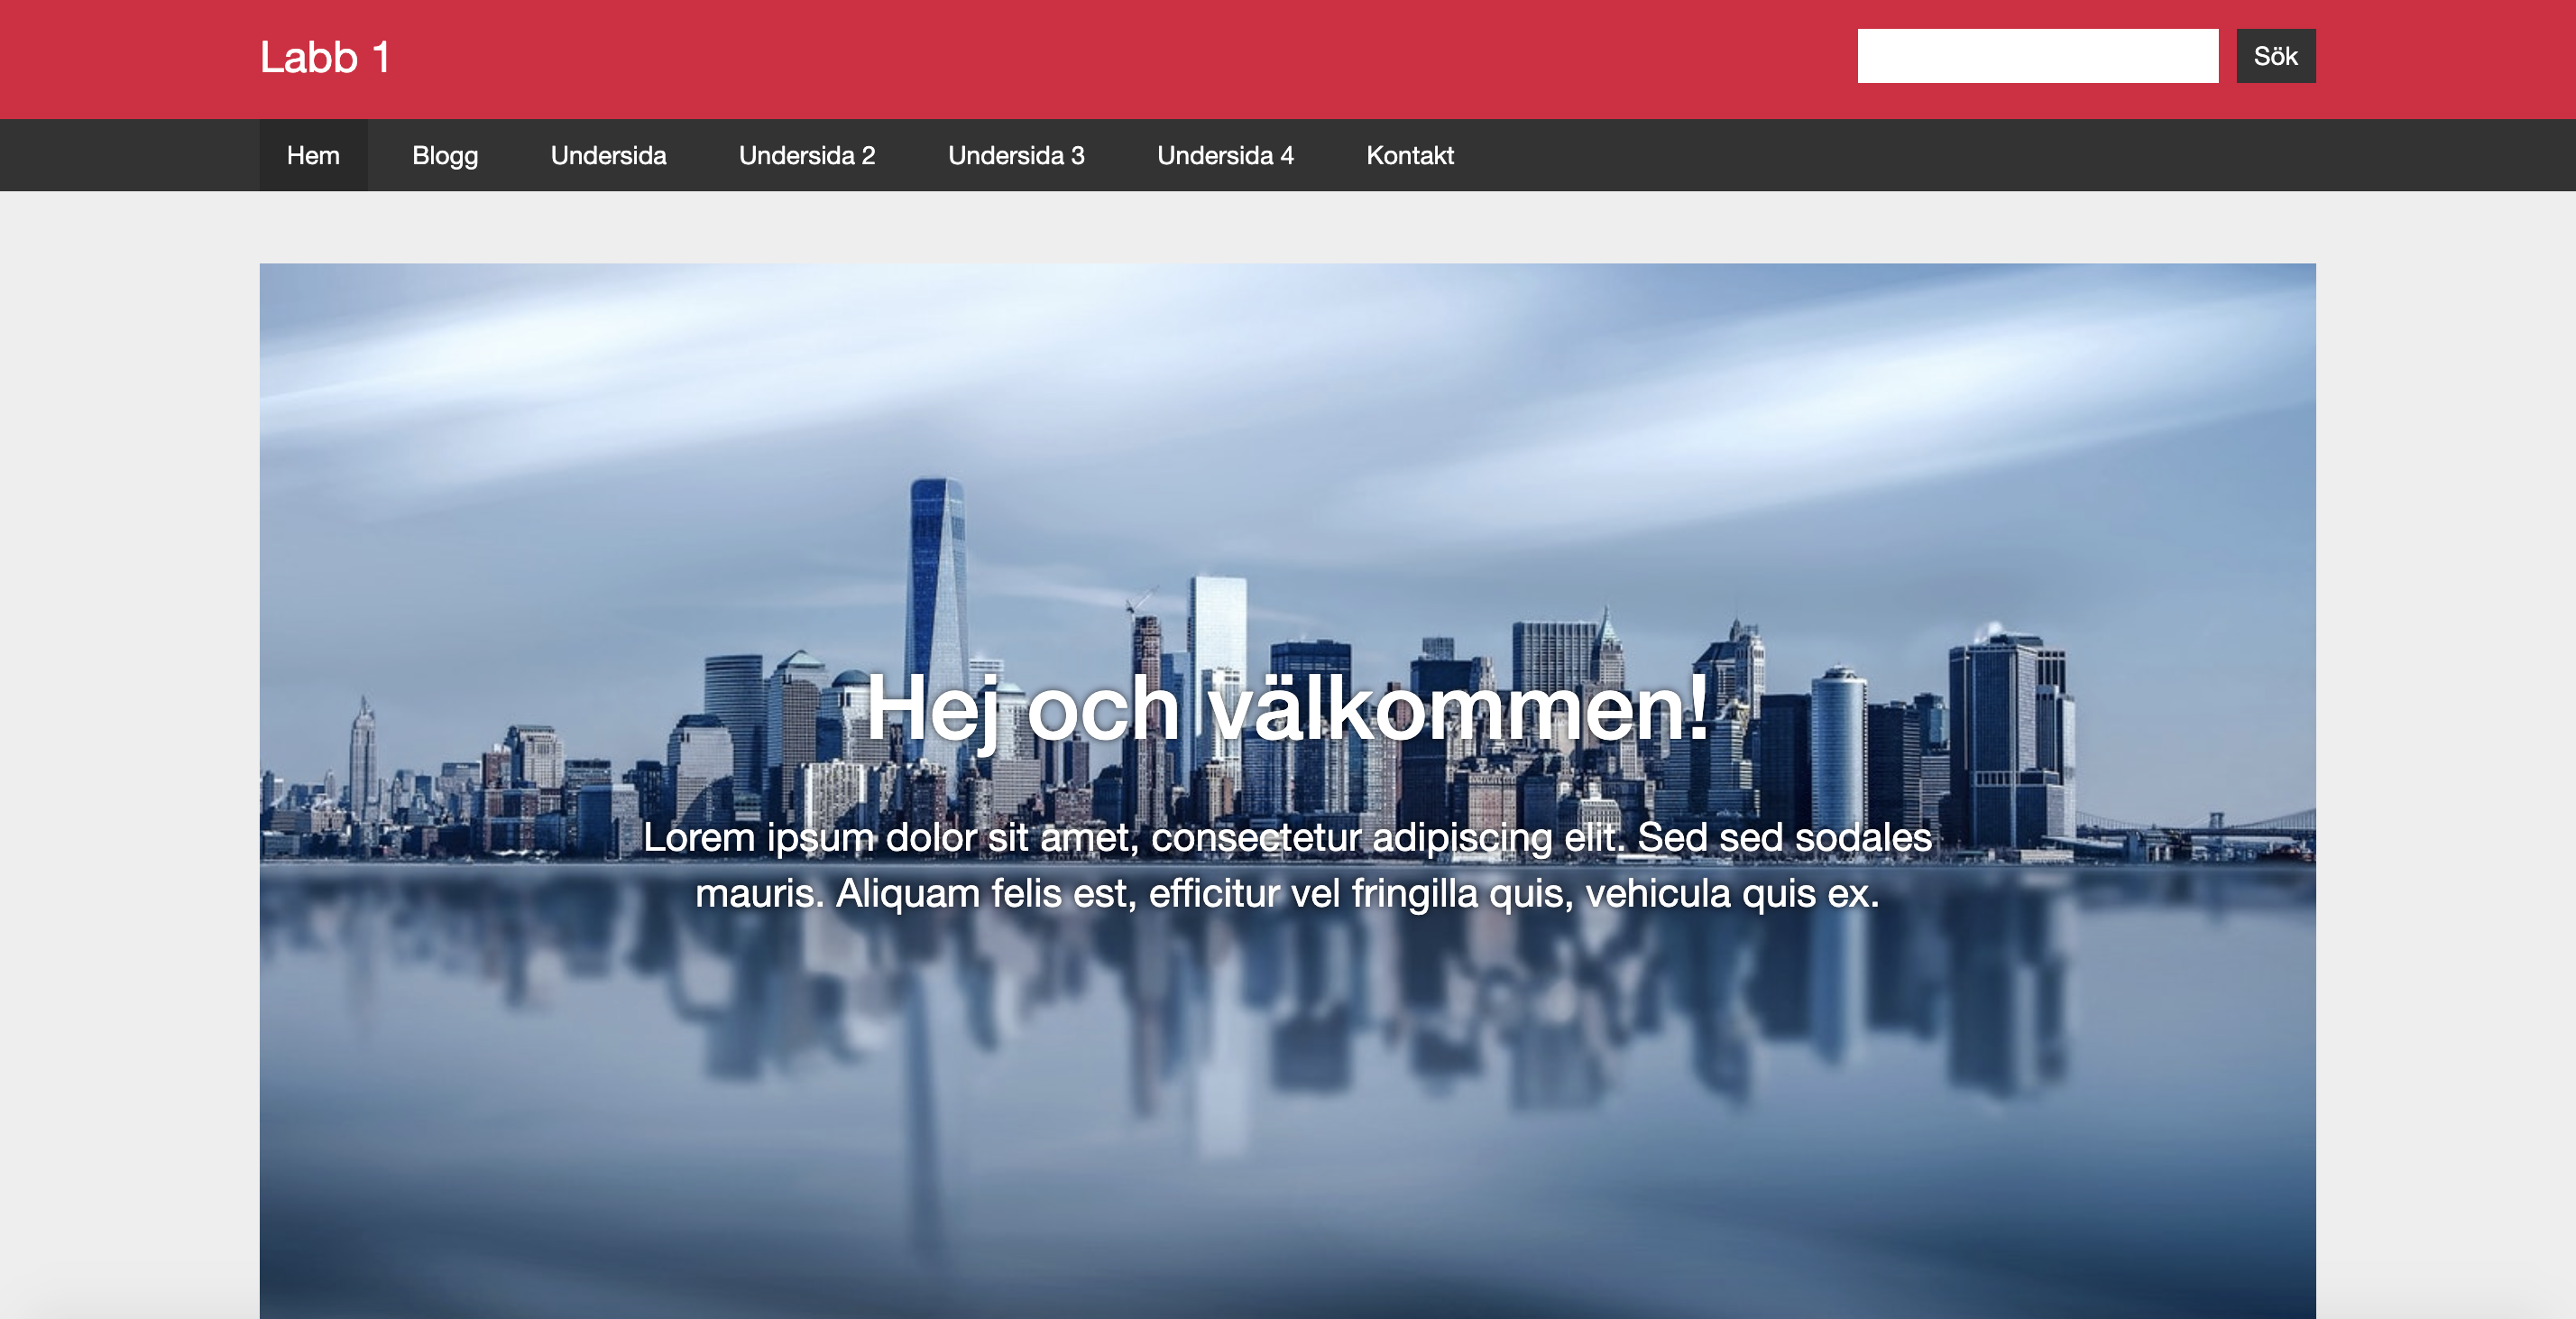 Labb 1
Sök
Hem Blogg Undersida Undersida 2 Undersida 3 Undersida 4 Kontakt
Hej och välkommen!
Lorem ipsum dolor sit amet, consectetur adipiscing elit. Sed sed sodales
mauris. Aliquam felis est, efficitur vel fringilla quis, vehicula quis ex.